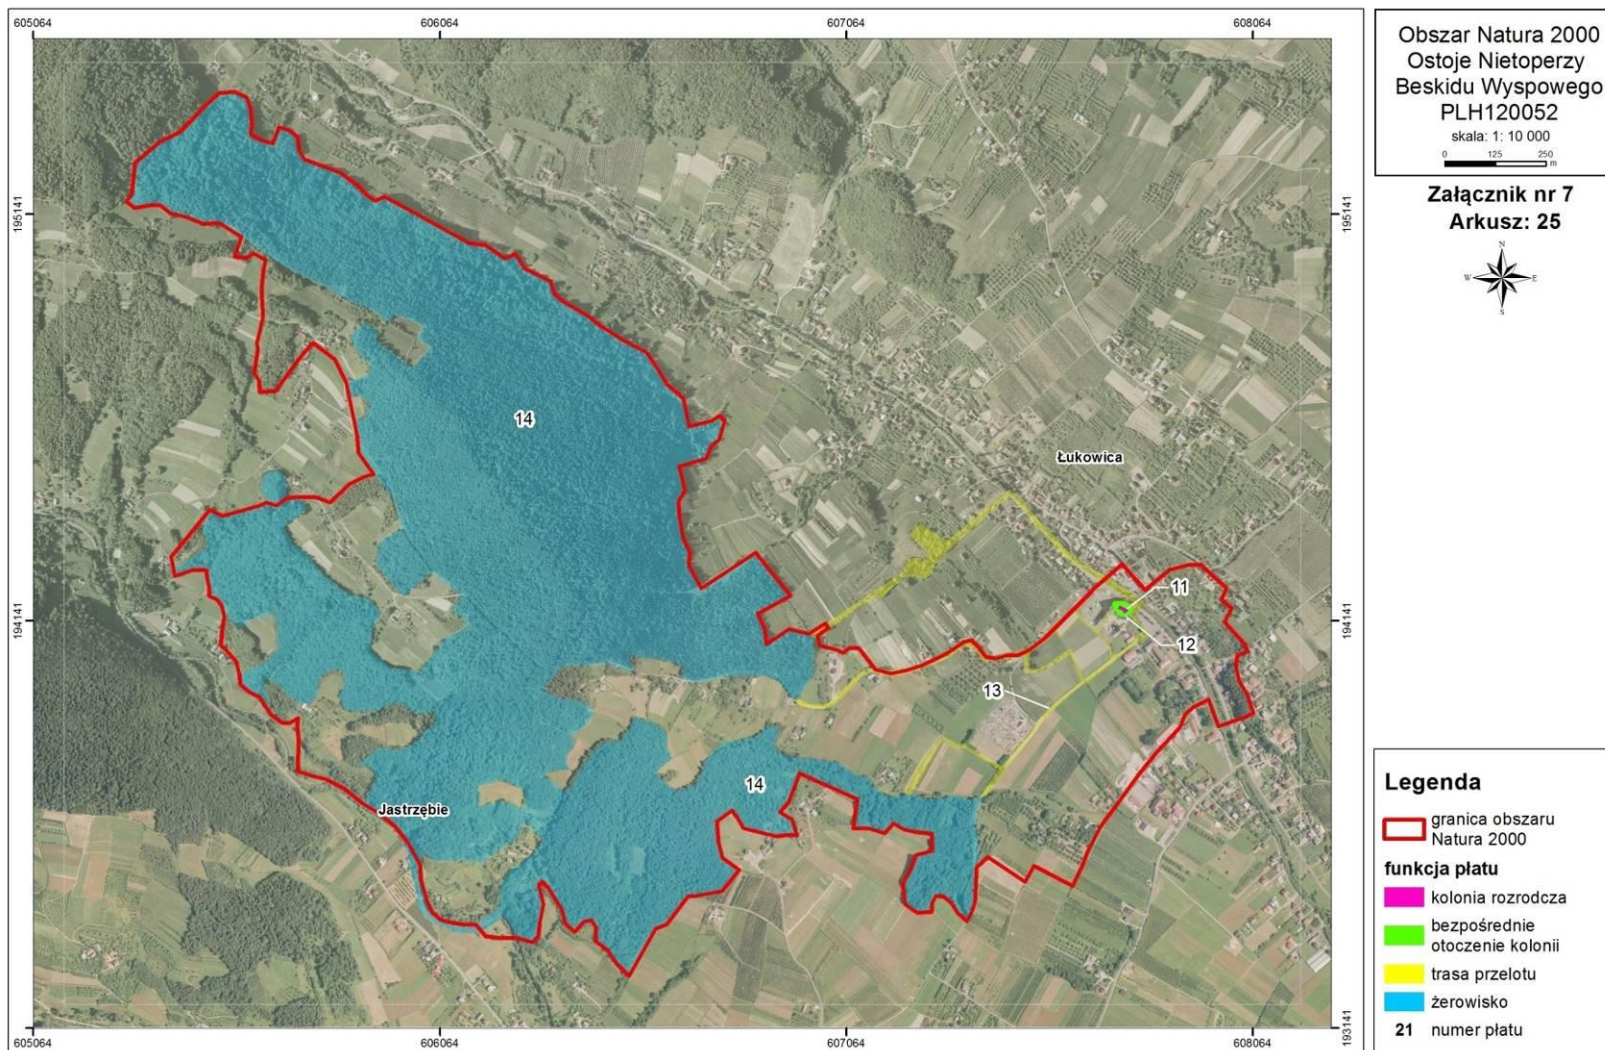 605064
606064
607064
608064
195141
195141
194141
194141
193141
605064
606064
607064
608064
14
Łukowica
11
12
13
14
Jastrzębie
Obszar Natura 2000
Ostoje Nietoperzy
Beskidu Wyspowego
PLH120052
skala: 1: 10 000
0 125 250
m
Załącznik nr 7
Arkusz: 25
N
W E
S
Legenda
granica obszaru
Natura 2000
funkcja płatu
kolonia rozrodcza
bezpośrednie
otoczenie kolonii
trasa przelotu
żerowisko
21 numer płatu